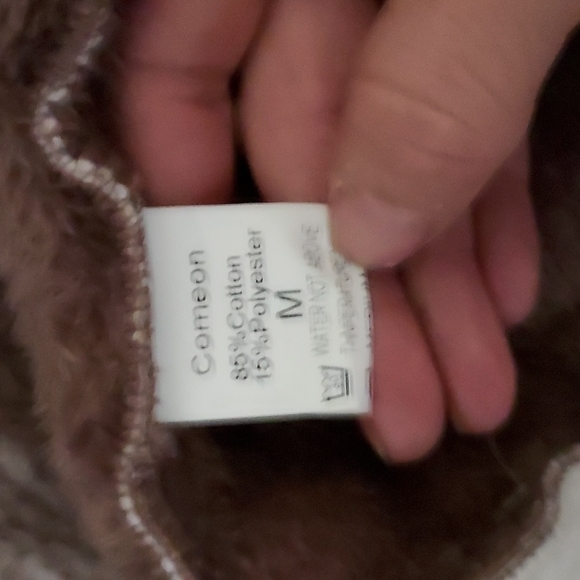 Comeon
85%Cotton
15%Polyester
M
WATER NOT ABOVE